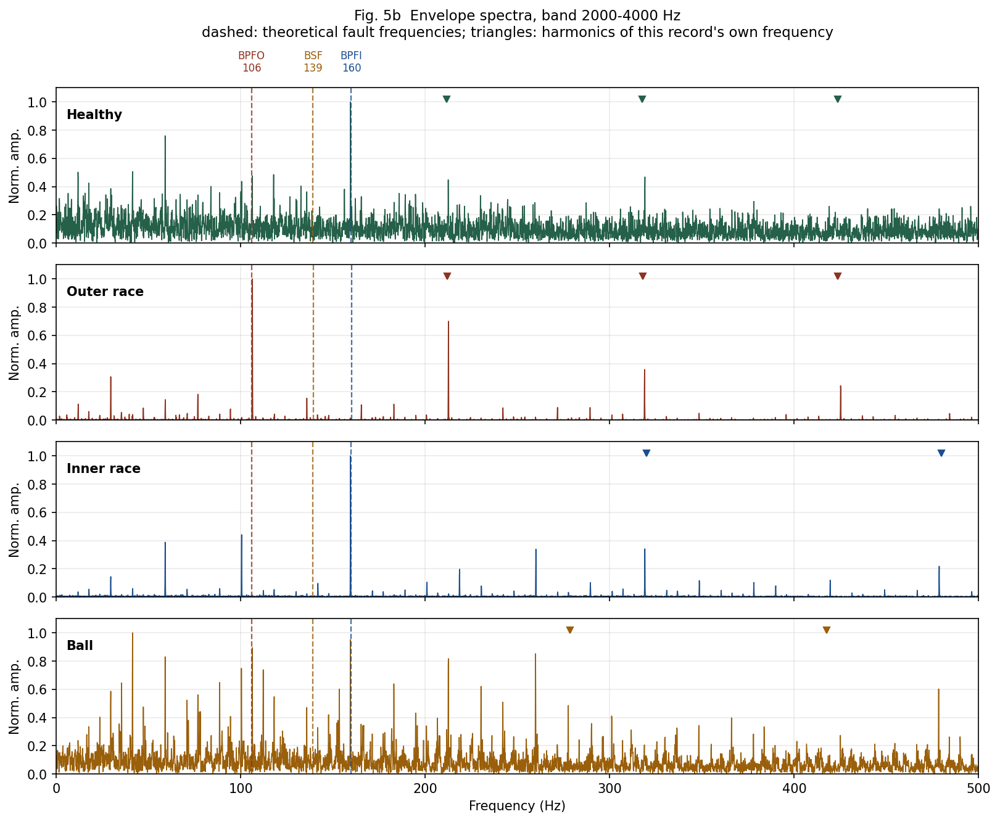 Fig. 5b  Envelope spectra, band 2000-4000 Hz
dashed: theoretical fault frequencies; triangles: harmonics of this record's own frequency
BPFO BSF BPFI
106 139 160
Healthy
Norm. amp.
1.0
0.8
0.6
0.4
0.2
0.0
Outer race
Norm. amp.
1.0
0.8
0.6
0.4
0.2
0.0
Inner race
Norm. amp.
1.0
0.8
0.6
0.4
0.2
0.0
Ball
Norm. amp.
1.0
0.8
0.6
0.4
0.2
0.0
0 100 200 300 400 500
Frequency (Hz)